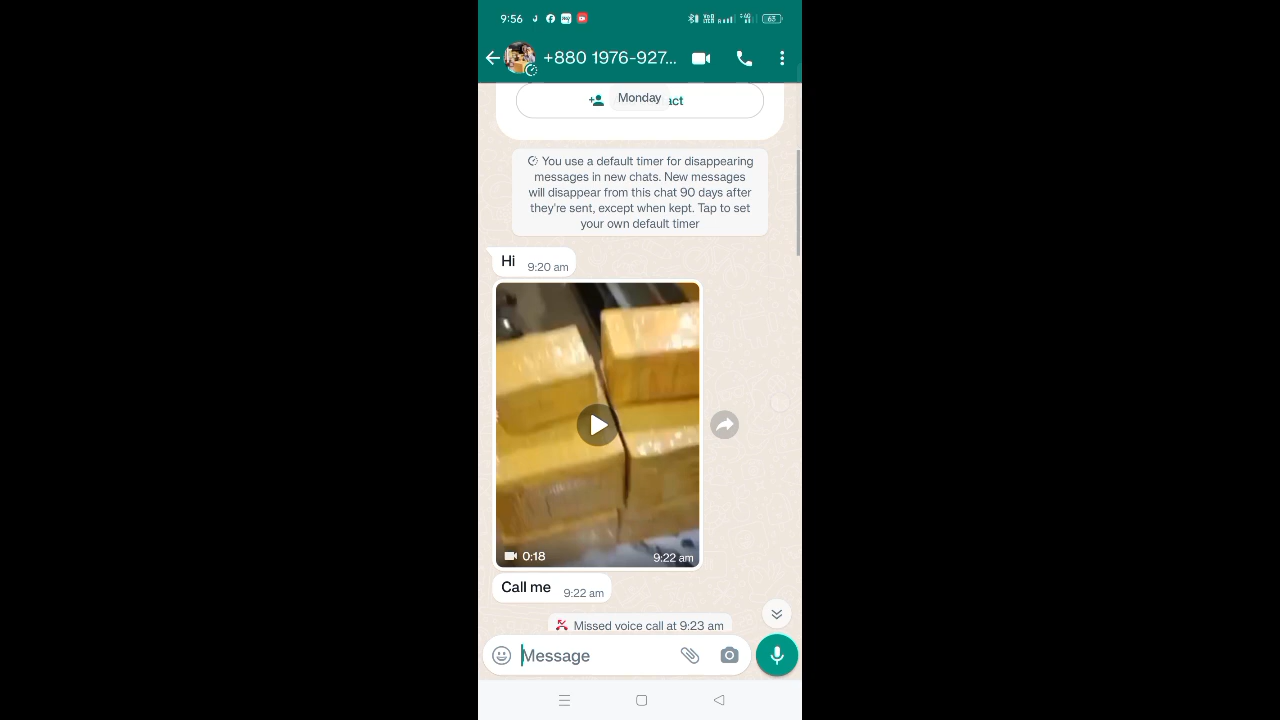 9:56
63
+880 1976-927...
Monday
act
You use a default timer for disappearing
messages in new chats. New messages
will disappear from this chat 90 days after
they're sent, except when kept. Tap to set
your own default timer
Hi 9:20 am
0:18 9:22 am
Call me 9:22 am
Missed voice call at 9:23 am
Message